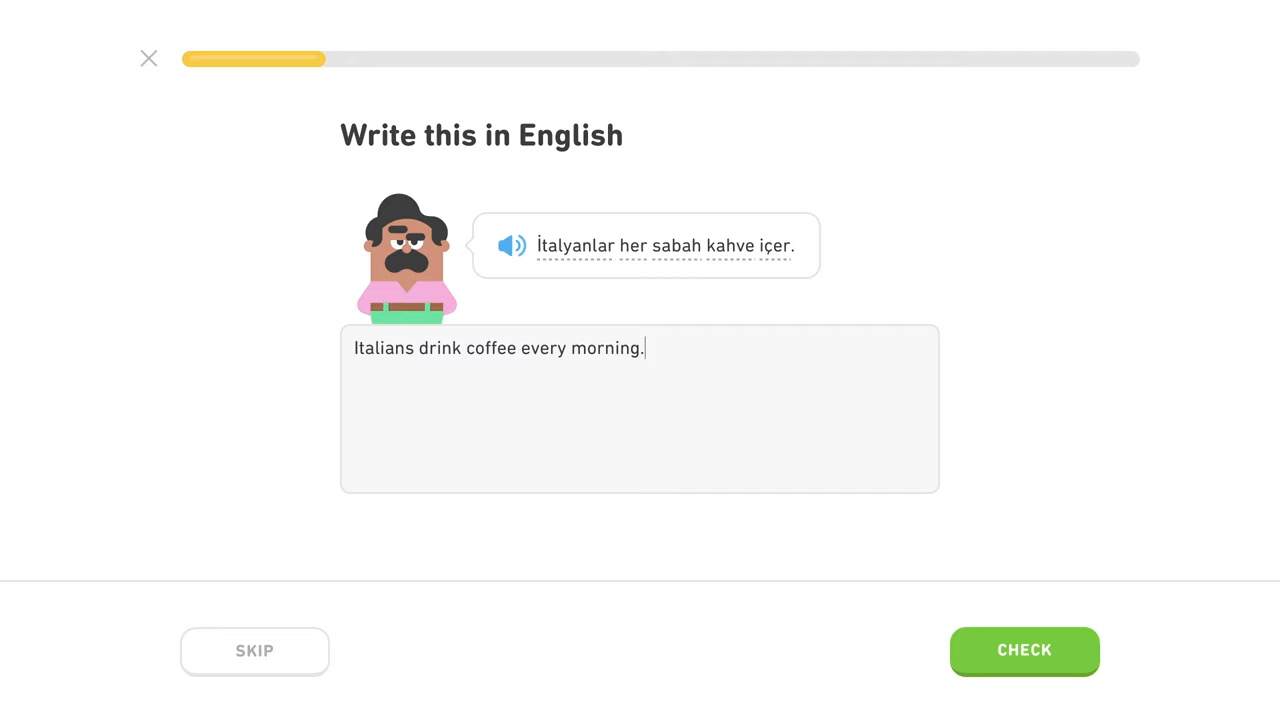 Write this in English
İtalyanlar her sabah kahve içer.
Italians drink coffee every morning.
SKIP
CHECK